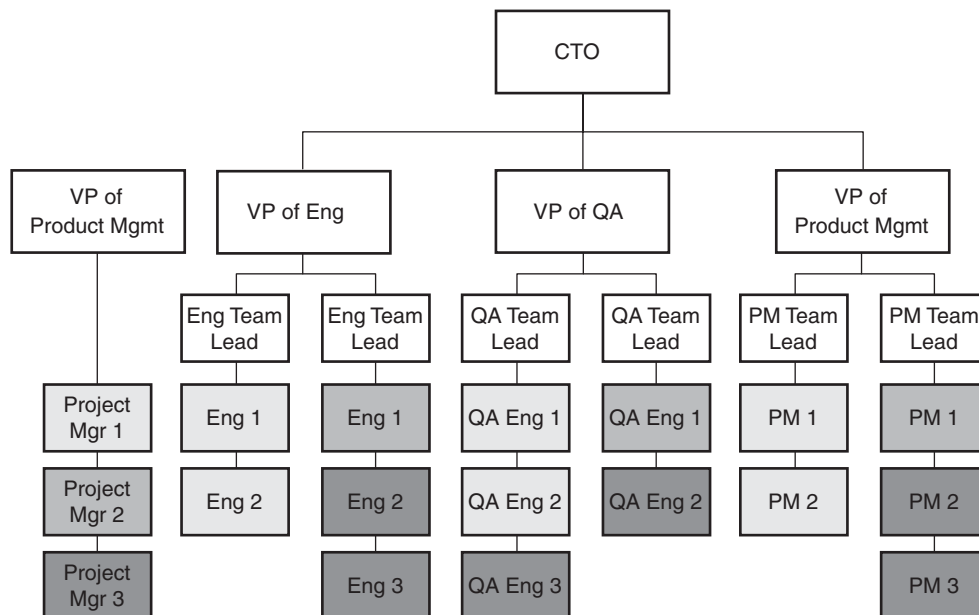 CTO
VP of
Product Mgmt
VP of Eng
VP of QA
VP of
Product Mgmt
Eng Team
Lead
Eng Team
Lead
QA Team
Lead
QA Team
Lead
PM Team
Lead
PM Team
Lead
Project
Mgr 1
Eng 1
Eng 1
QA Eng 1
QA Eng 1
PM 1
PM 1
Project
Mgr 2
Eng 2
Eng 2
QA Eng 2
QA Eng 2
PM 2
PM 2
Project
Mgr 3
Eng 3
QA Eng 3
PM 3